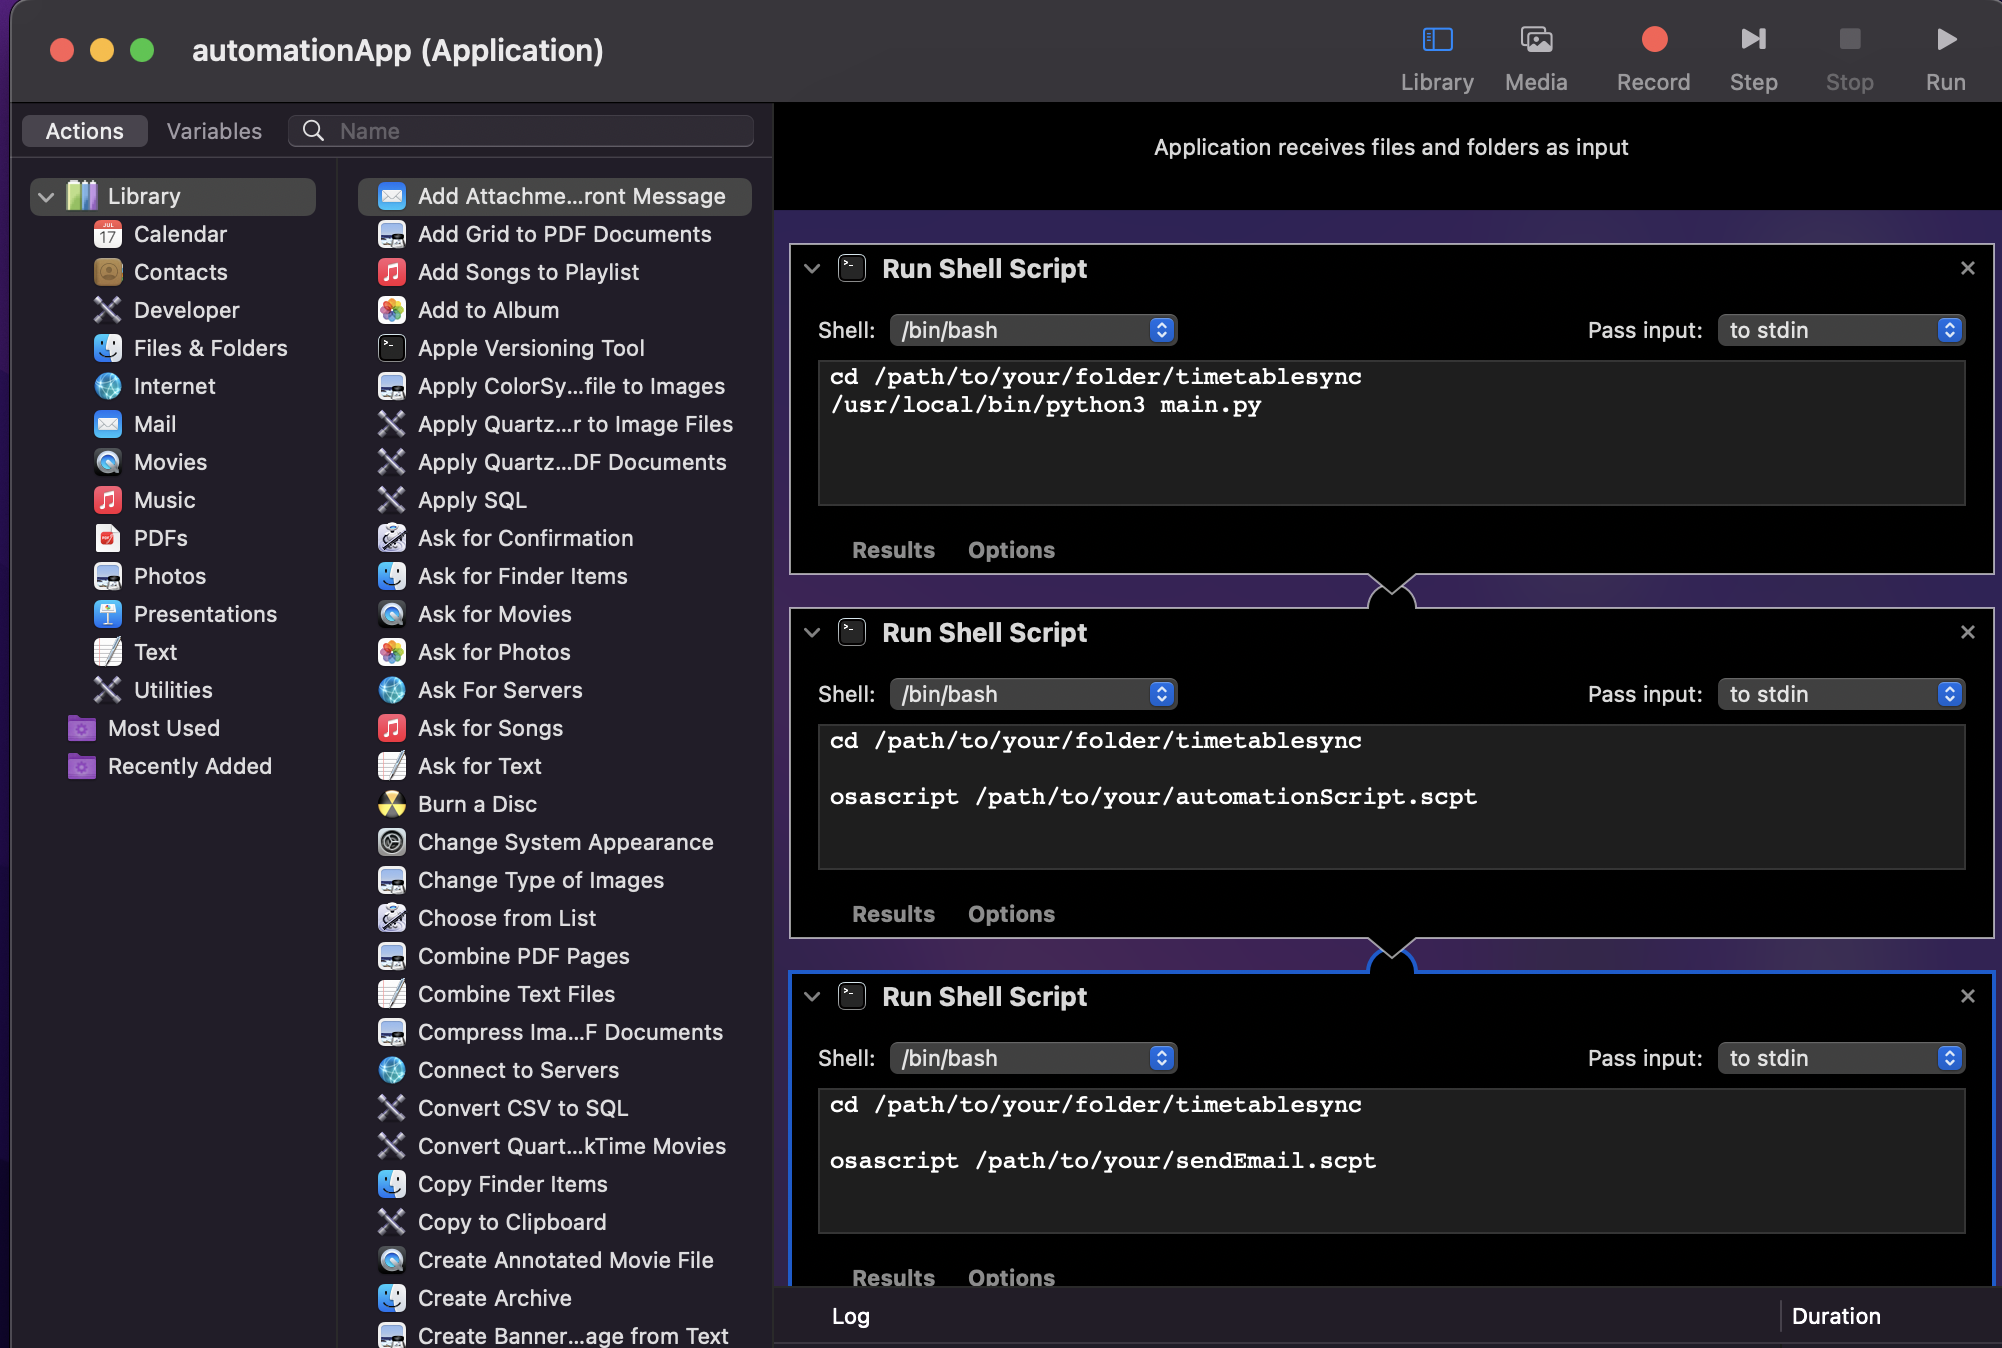 automationApp (Application)
Library
Media
Record
Step
Stop
Run
Actions
Variables
Name
Library
JUL
17
Calendar
Contacts
Developer
Files & Folders
Internet
Mail
Movies
Music
PDFs
Photos
Presentations
Text
Utilities
Most Used
Recently Added
Add Attachme...ront Message
Add Grid to PDF Documents
Add Songs to Playlist
Add to Album
Apple Versioning Tool
Apply ColorSy...file to Images
Apply Quartz...r to Image Files
Apply Quartz...DF Documents
Apply SQL
Ask for Confirmation
Ask for Finder Items
Ask for Movies
Ask for Photos
Ask For Servers
Ask for Songs
Ask for Text
Burn a Disc
Change System Appearance
Change Type of Images
Choose from List
Combine PDF Pages
Combine Text Files
Compress Ima...F Documents
Connect to Servers
Convert CSV to SQL
Convert Quart...kTime Movies
Copy Finder Items
Copy to Clipboard
Create Annotated Movie File
Create Archive
Create Banner...age from Text
Application receives files and folders as input
Run Shell Script
Shell: /bin/bash
Pass input: to stdin
cd /path/to/your/folder/timetablesync
/usr/local/bin/python3 main.py
Results Options
Run Shell Script
Shell: /bin/bash
Pass input: to stdin
cd /path/to/your/folder/timetablesync
osascript /path/to/your/automationScript.scpt
Results Options
Run Shell Script
Shell: /bin/bash
Pass input: to stdin
cd /path/to/your/folder/timetablesync
osascript /path/to/your/sendEmail.scpt
Results Options
Log
Duration